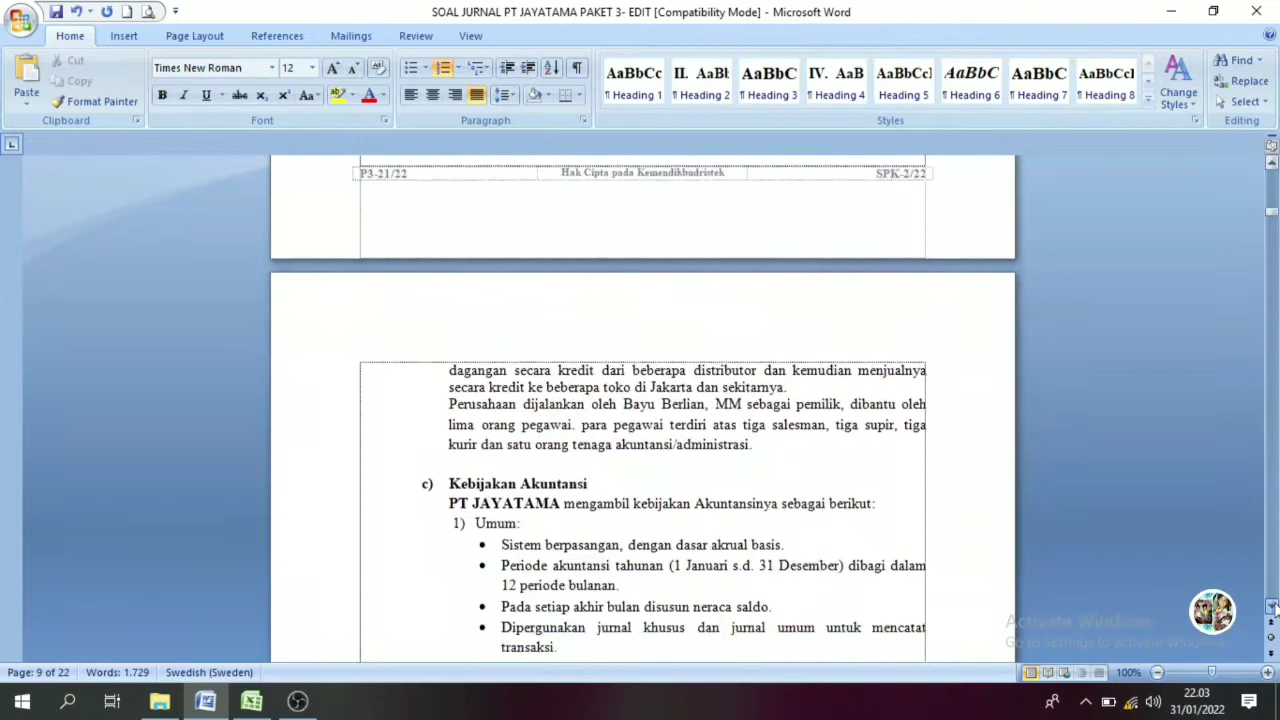 SOAL JURNAL PT JAYATAMA PAKET 3- EDIT [Compatibility Mode] - Microsoft Word
Home Insert Page Layout References Mailings Review View
Paste
Cut
Copy
Format Painter
Clipboard
Times New Roman 12
Font
Paragraph
AaBbCc II. AaBb AaBbCc IV. AaB AaBbCcI AaBbCc AaBbCc AaBbCcI
¶ Heading 1 ¶ Heading 2 ¶ Heading 3 ¶ Heading 4 Heading 5 ¶ Heading 6 ¶ Heading 7 ¶ Heading 8
Styles
Change
Styles
Find
Replace
Select
Editing
P3-21/22 Hak Cipta pada Kemendikbudristek SPK-2/22
dagangan secara kredit dari beberapa distributor dan kemudian menjualnya
secara kredit ke beberapa toko di Jakarta dan sekitarnya.
Perusahaan dijalankan oleh Bayu Berlian, MM sebagai pemilik, dibantu oleh
lima orang pegawai. para pegawai terdiri atas tiga salesman, tiga supir, tiga
kurir dan satu orang tenaga akuntansi/administrasi.
c) Kebijakan Akuntansi
PT JAYATAMA mengambil kebijakan Akuntansinya sebagai berikut:
1) Umum:
• Sistem berpasangan, dengan dasar akrual basis.
• Periode akuntansi tahunan (1 Januari s.d. 31 Desember) dibagi dalam
12 periode bulanan.
• Pada setiap akhir bulan disusun neraca saldo.
• Dipergunakan jurnal khusus dan jurnal umum untuk mencatat
transaksi.
Activate Windows
Go to Settings to activate Windows.
Page: 9 of 22 Words: 1.729 Swedish (Sweden) 100%
22.03
31/01/2022